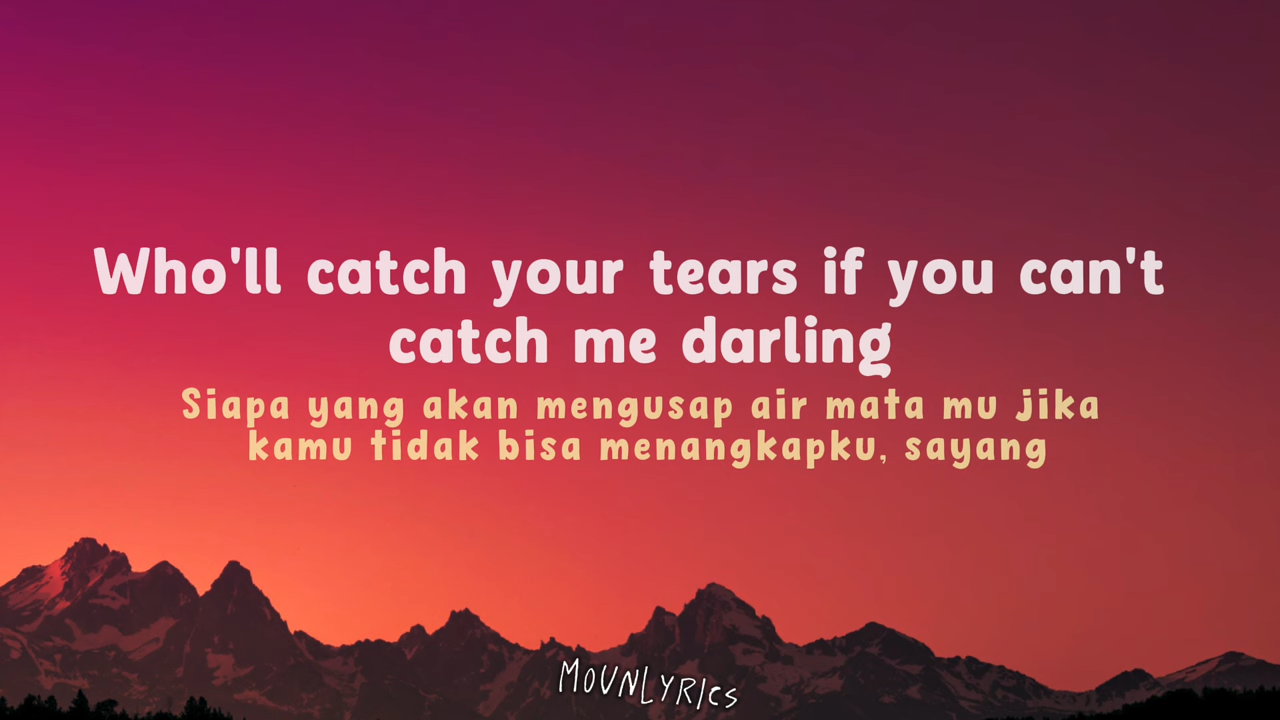 Who'll catch your tears if you can't
catch me darling
Siapa yang akan mengusap air mata mu jika
kamu tidak bisa menangkapku, sayang
MOUNLYRICS